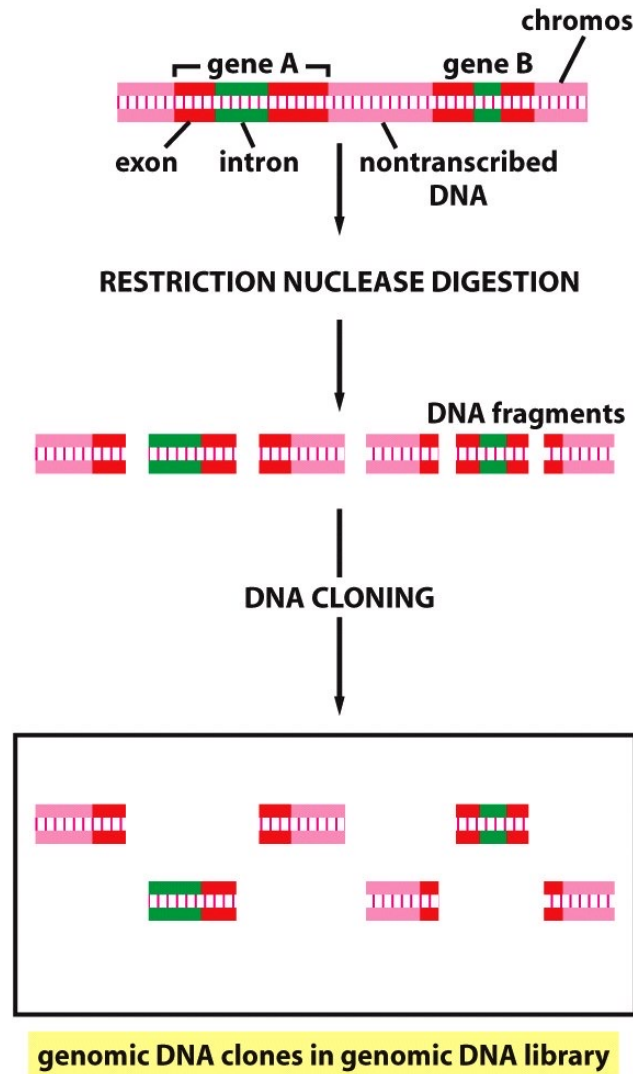 chromos
gene A gene B
exon intron nontranscribed
DNA
RESTRICTION NUCLEASE DIGESTION
DNA fragments
DNA CLONING
genomic DNA clones in genomic DNA library